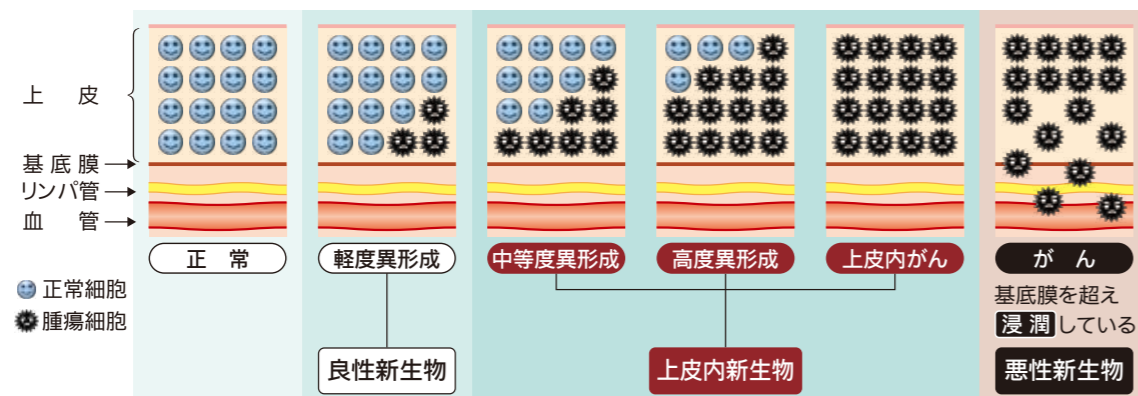 上皮
基底膜
リンパ管
血管
正常
軽度異形成
中等度異形成
高度異形成
上皮内がん
がん
正常細胞
腫瘍細胞
基底膜を超え
浸潤している
良性新生物
上皮内新生物
悪性新生物